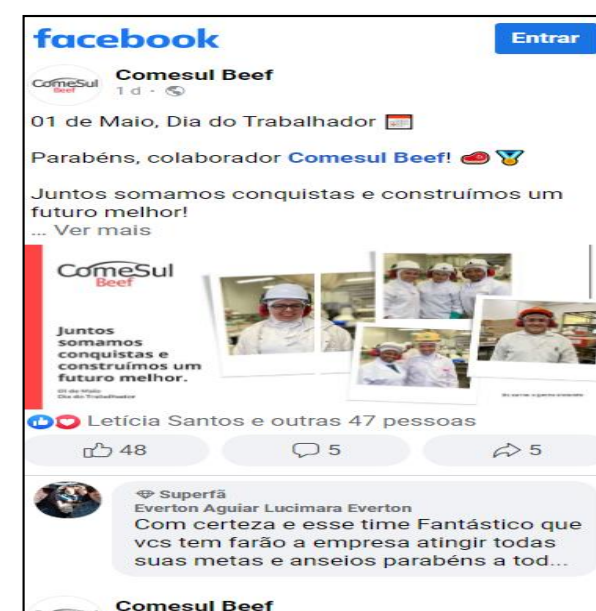 facebook
Entrar
ComeSul
Beef
Comesul Beef
1 d
01 de Maio, Dia do Trabalhador
Parabéns, colaborador Comesul Beef!
Juntos somamos conquistas e construímos um
futuro melhor!
... Ver mais
ComeSul
Beef
Juntos
somamos
conquistas e
construímos um
futuro melhor.
01 de Maio
Dia do Trabalhador
Letícia Santos e outras 47 pessoas
48
5
5
Superfã
Everton Aguiar Lucimara Everton
Com certeza e esse time Fantástico que
vcs tem farão a empresa atingir todas
suas metas e anseios parabéns a tod...
Comesul Beef